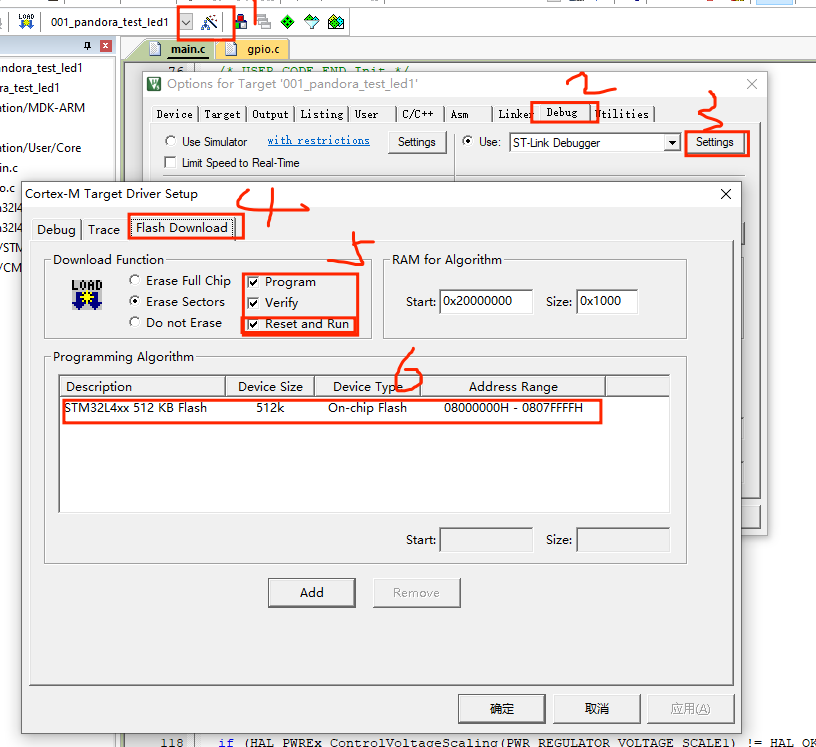 LOAD
001_pandora_test_led1
1
andora_test_led1
st_led1
ation/MDK-ARM
ation/User/Core
in.c
o.c
m32l4
32l4
/STM
/CM
main.c
gpio.c
76 /* USER CODE END Init */
Options for Target '001_pandora_test_led1'
2
Device Target Output Listing User C/C++ Asm Linker Debug Utilities
3
Use Simulator with restrictions Settings Use: ST-Link Debugger Settings
Limit Speed to Real-Time
Cortex-M Target Driver Setup
4
Debug Trace Flash Download
5
Download Function RAM for Algorithm
LOAD
Erase Full Chip Program
Erase Sectors Verify Start: 0x20000000 Size: 0x1000
Do not Erase Reset and Run
Programming Algorithm
6
Description Device Size Device Type Address Range
STM32L4xx 512 KB Flash 512k On-chip Flash 08000000H - 0807FFFFH
Start: Size:
Add Remove
确定 取消 应用(A)
118 if (HAL_PWREx_ControlVoltageScaling(PWR_REGULATOR_VOLTAGE_SCALE1) != HAL_OK